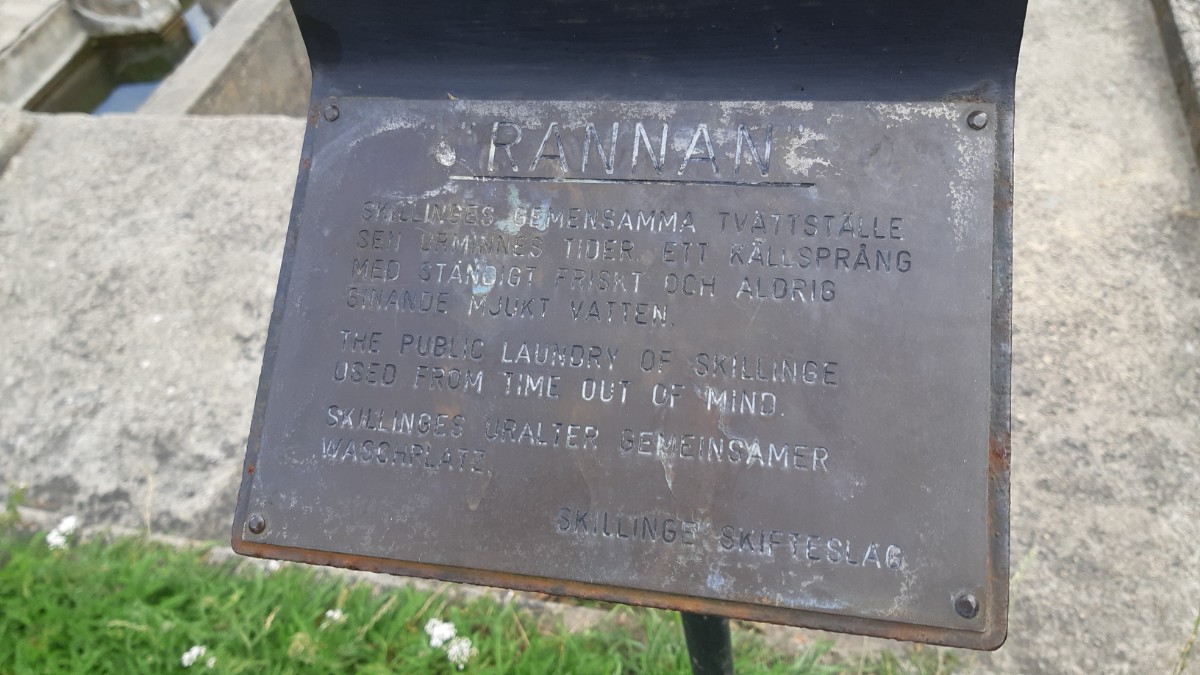 "RANNAN"
SKILLINGES GEMENSAMMA TVÄTTSTÄLLE
SEN URMINNES TIDER. ETT KÄLLSPRÅNG
MED STÄNDIGT FRISKT OCH ALDRIG
SINANDE MJUKT VATTEN.
THE PUBLIC LAUNDRY OF SKILLINGE
USED FROM TIME OUT OF MIND.
SKILLINGES URALTER GEMEINSAMER
WASCHPLATZ.
SKILLINGE SKIFTESLAG